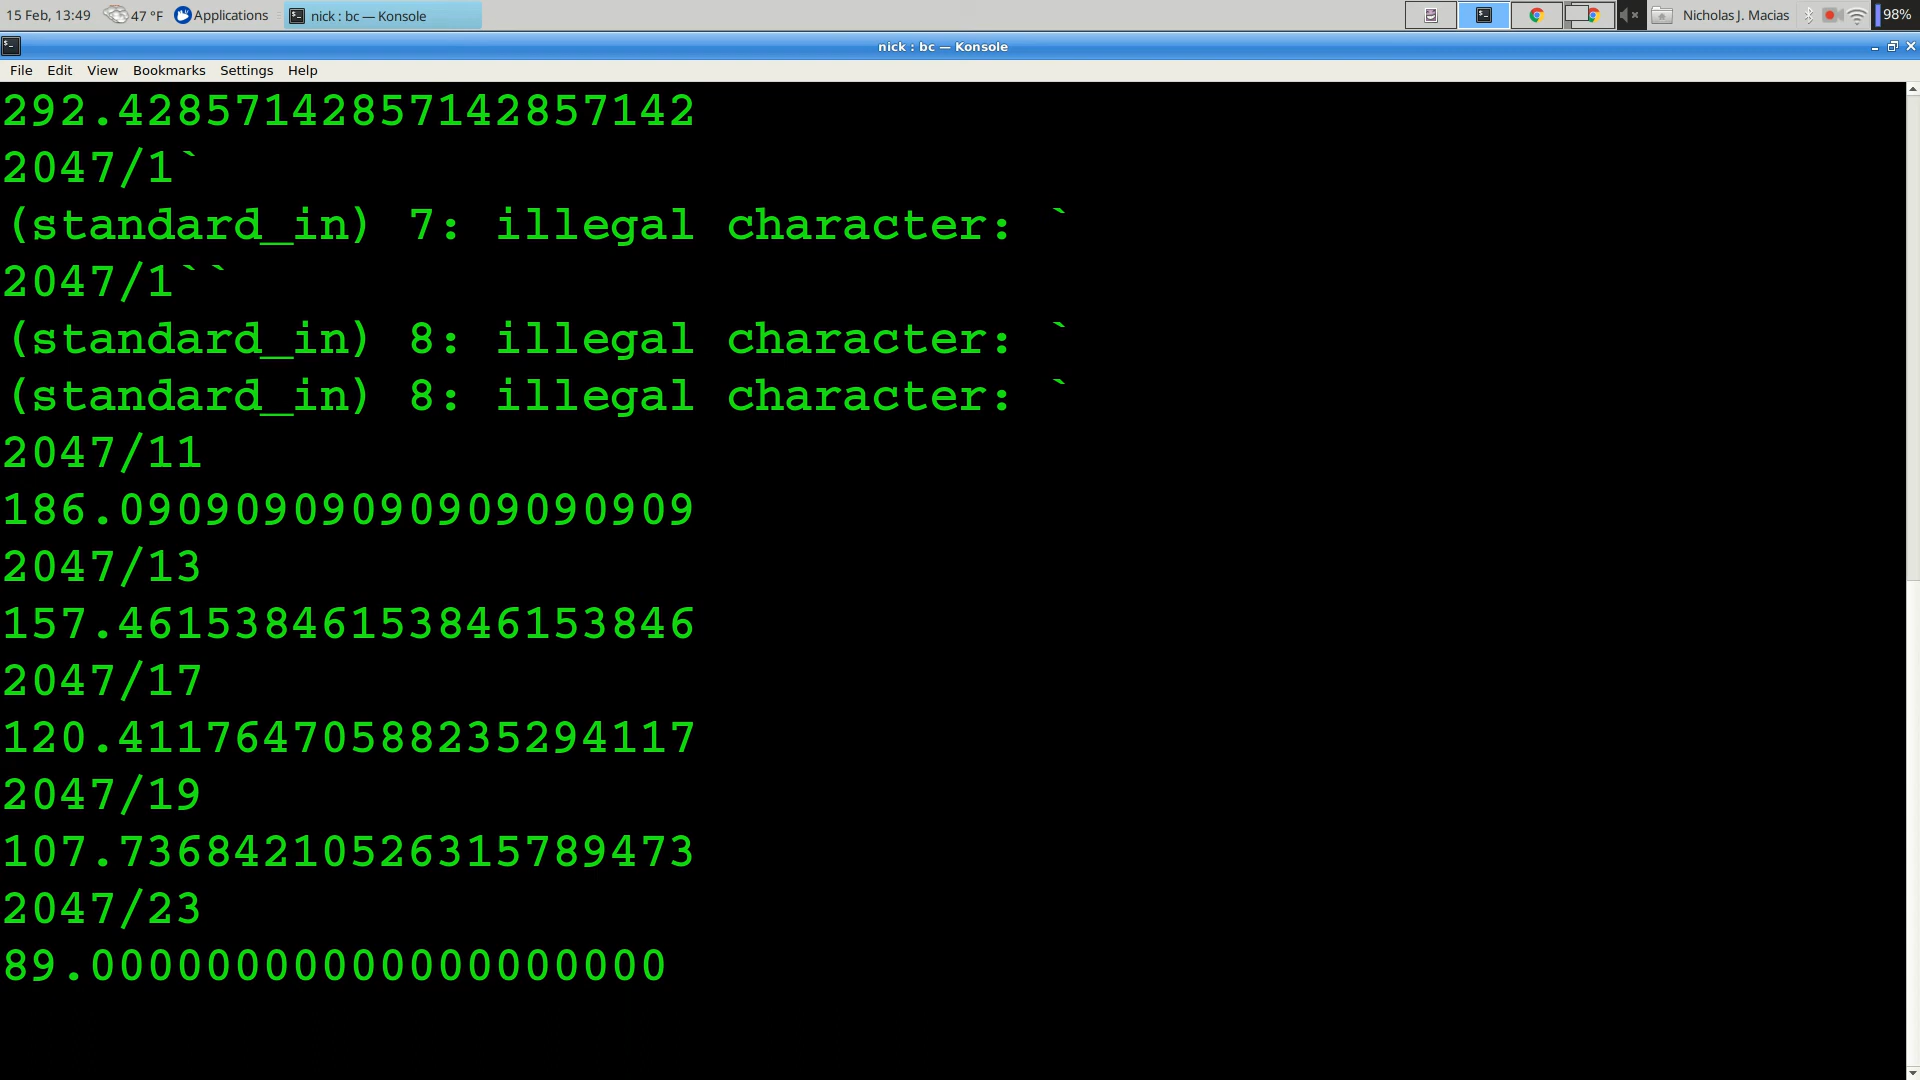 15 Feb, 13:49 47 °F Applications nick : bc — Konsole Nicholas J. Macias 98%
nick : bc — Konsole
File Edit View Bookmarks Settings Help
292.42857142857142857142
2047/1`
(standard_in) 7: illegal character: `
2047/1``
(standard_in) 8: illegal character: `
(standard_in) 8: illegal character: `
2047/11
186.09090909090909090909
2047/13
157.46153846153846153846
2047/17
120.41176470588235294117
2047/19
107.73684210526315789473
2047/23
89.00000000000000000000